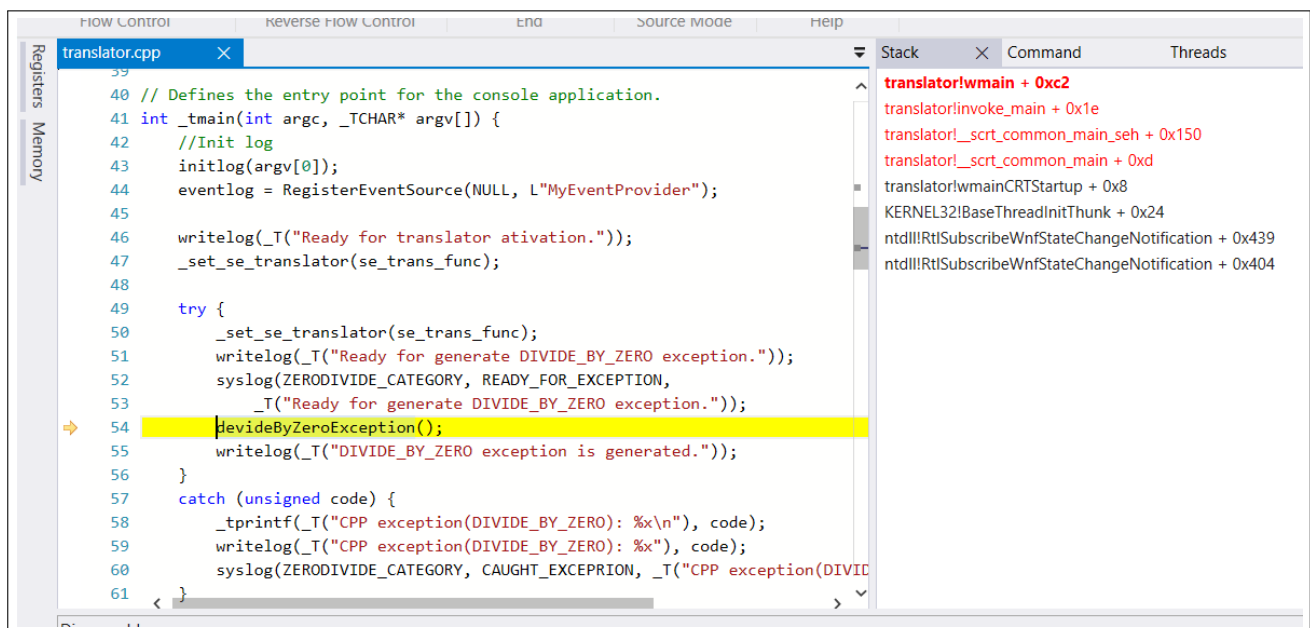 Flow Control Reverse Flow Control End Source Mode Help
Registers
Memory
translator.cpp
39
40 // Defines the entry point for the console application.
41 int _tmain(int argc, _TCHAR* argv[]) {
42 //Init log
43 initlog(argv[0]);
44 eventlog = RegisterEventSource(NULL, L"MyEventProvider");
45
46 writelog(_T("Ready for translator ativation."));
47 _set_se_translator(se_trans_func);
48
49 try {
50 _set_se_translator(se_trans_func);
51 writelog(_T("Ready for generate DIVIDE_BY_ZERO exception."));
52 syslog(ZERODIVIDE_CATEGORY, READY_FOR_EXCEPTION,
53 _T("Ready for generate DIVIDE_BY_ZERO exception."));
54 devideByZeroException();
55 writelog(_T("DIVIDE_BY_ZERO exception is generated."));
56 }
57 catch (unsigned code) {
58 _tprintf(_T("CPP exception(DIVIDE_BY_ZERO): %x\n"), code);
59 writelog(_T("CPP exception(DIVIDE_BY_ZERO): %x"), code);
60 syslog(ZERODIVIDE_CATEGORY, CAUGHT_EXCEPRION, _T("CPP exception(DIVID
61 }
Stack Command Threads
translator!wmain + 0xc2
translator!invoke_main + 0x1e
translator!__scrt_common_main_seh + 0x150
translator!__scrt_common_main + 0xd
translator!wmainCRTStartup + 0x8
KERNEL32!BaseThreadInitThunk + 0x24
ntdll!RtlSubscribeWnfStateChangeNotification + 0x439
ntdll!RtlSubscribeWnfStateChangeNotification + 0x404